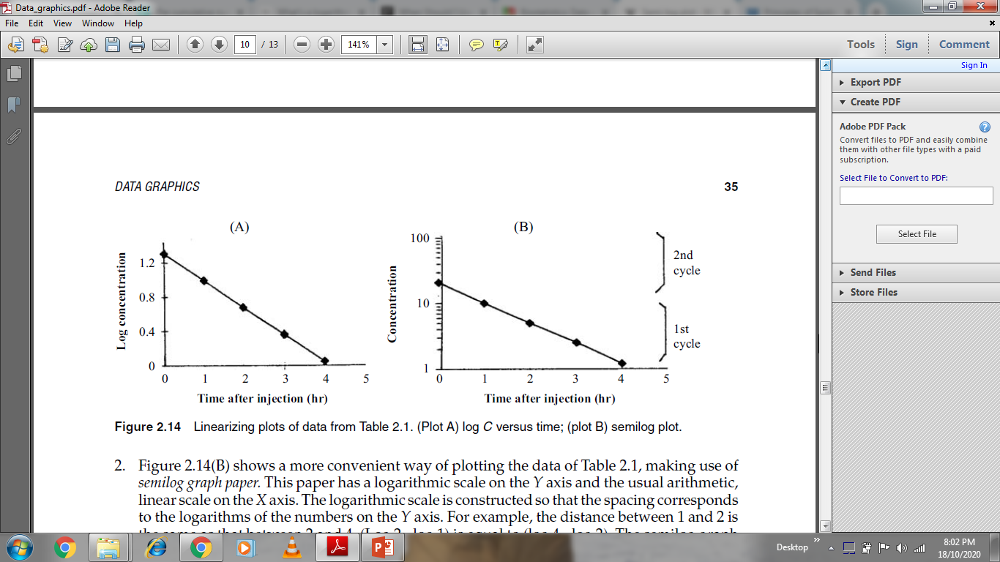 Data_graphics.pdf - Adobe Reader
File Edit View Window Help
10 / 13 141% Tools Sign Comment
Sign In
Export PDF
Create PDF
Adobe PDF Pack
Convert files to PDF and easily combine
them with other file types with a paid
subscription.
Select File to Convert to PDF:
Select File
Send Files
Store Files
DATA GRAPHICS 35
(A)
Log concentration
1.2
0.8
0.4
0
0 1 2 3 4 5
Time after injection (hr)
(B)
Concentration
100
10
1
2nd
cycle
1st
cycle
0 1 2 3 4 5
Time after injection (hr)
Figure 2.14 Linearizing plots of data from Table 2.1. (Plot A) log C versus time; (plot B) semilog plot.
2. Figure 2.14(B) shows a more convenient way of plotting the data of Table 2.1, making use of
semilog graph paper. This paper has a logarithmic scale on the Y axis and the usual arithmetic,
linear scale on the X axis. The logarithmic scale is constructed so that the spacing corresponds
to the logarithms of the numbers on the Y axis. For example, the distance between 1 and 2 is
Desktop
8:02 PM
18/10/2020